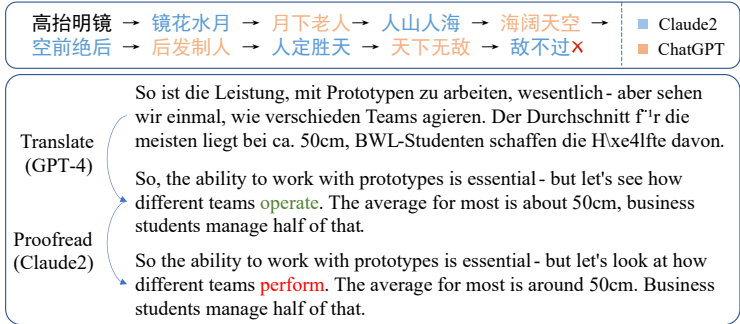 高抬明镜 → 镜花水月 → 月下老人 → 人山人海 → 海阔天空 →
空前绝后 → 后发制人 → 人定胜天 → 天下无敌 → 敌不过✗
Claude2
ChatGPT
Translate
(GPT-4)
Proofread
(Claude2)
So ist die Leistung, mit Prototypen zu arbeiten, wesentlich - aber sehen
wir einmal, wie verschieden Teams agieren. Der Durchschnitt f¨¹r die
meisten liegt bei ca. 50cm, BWL-Studenten schaffen die H\xe4lfte davon.
So, the ability to work with prototypes is essential - but let's see how
different teams operate. The average for most is about 50cm, business
students manage half of that.
So the ability to work with prototypes is essential - but let's look at how
different teams perform. The average for most is around 50cm. Business
students manage half of that.